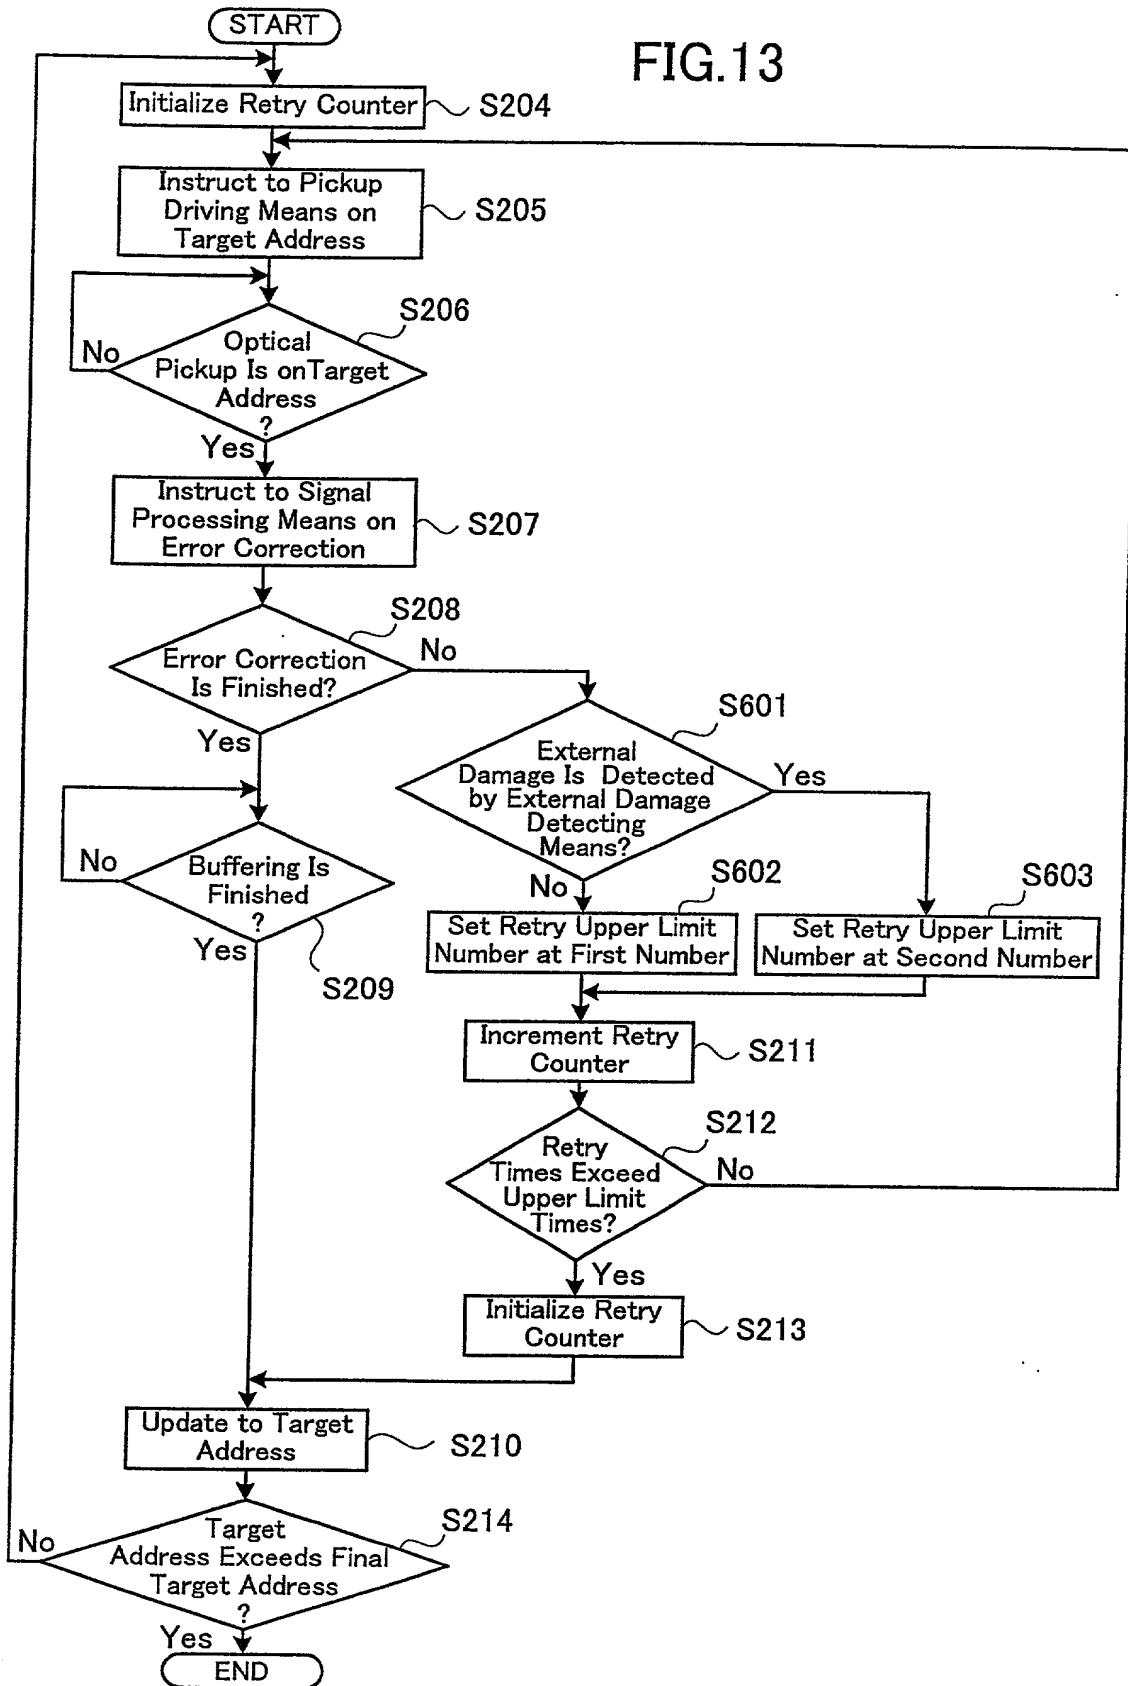 START
FIG.13
Initialize Retry Counter
S204
Instruct to Pickup
Driving Means on
Target Address
S205
S206
Optical
Pickup Is onTarget
Address
?
No
Yes
Instruct to Signal
Processing Means on
Error Correction
S207
S208
Error Correction
Is Finished?
No
Yes
S601
External
Damage Is Detected
by External Damage
Detecting
Means?
Yes
No
Buffering Is
Finished
?
No
Yes
S209
S602
Set Retry Upper Limit
Number at First Number
S603
Set Retry Upper Limit
Number at Second Number
Increment Retry
Counter
S211
S212
Retry
Times Exceed
Upper Limit
Times?
No
Yes
Initialize Retry
Counter
S213
Update to Target
Address
S210
S214
Target
Address Exceeds Final
Target Address
?
No
Yes
END